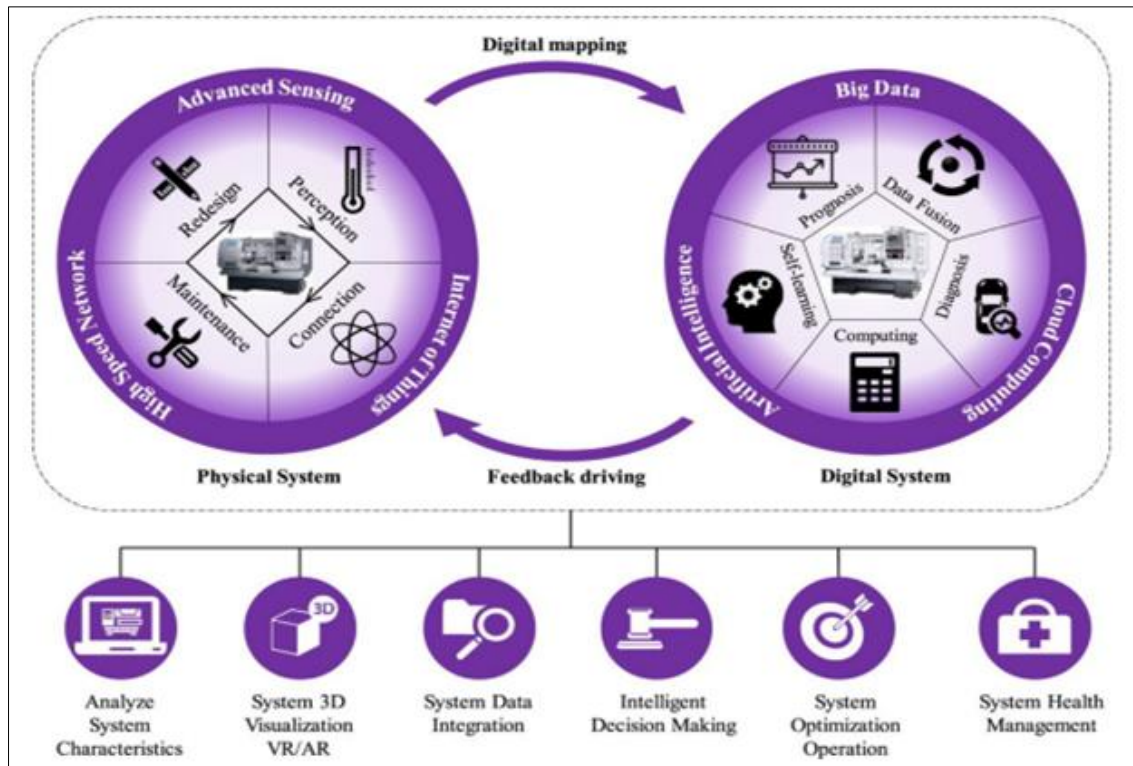 Digital mapping
Advanced Sensing
High Speed Network
Internet of Things
Redesign
Perception
Maintenance
Connection
Physical System
Big Data
Artificial Intelligence
Cloud Computing
Prognosis
Data Fusion
Self-learning
Diagnosis
Computing
Digital System
Feedback driving
3D
Analyze
System
Characteristics
System 3D
Visualization
VR/AR
System Data
Integration
Intelligent
Decision Making
System
Optimization
Operation
System Health
Management